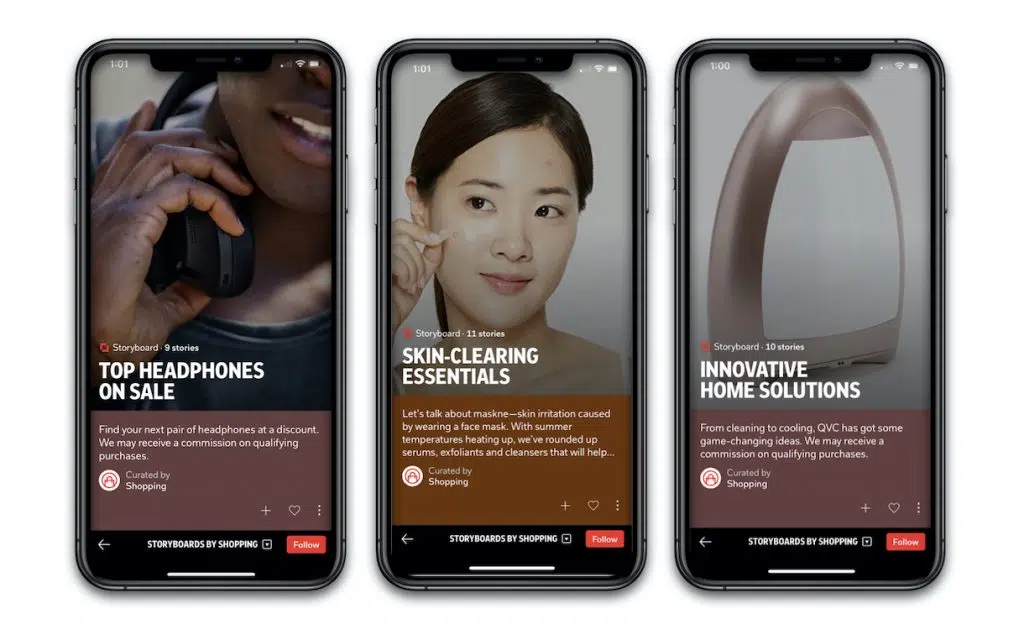 1:01
Storyboard · 9 stories
TOP HEADPHONES
ON SALE
Find your next pair of headphones at a discount.
We may receive a commission on qualifying
purchases.
Curated by
Shopping
STORYBOARDS BY SHOPPING
Follow
1:01
Storyboard · 11 stories
SKIN-CLEARING
ESSENTIALS
Let's talk about maskne—skin irritation caused
by wearing a face mask. With summer
temperatures heating up, we've rounded up
serums, exfoliants and cleansers that will help...
Curated by
Shopping
STORYBOARDS BY SHOPPING
Follow
1:00
Storyboard · 10 stories
INNOVATIVE
HOME SOLUTIONS
From cleaning to cooling, QVC has got some
game-changing ideas. We may receive a
commission on qualifying purchases.
Curated by
Shopping
STORYBOARDS BY SHOPPING
Follow